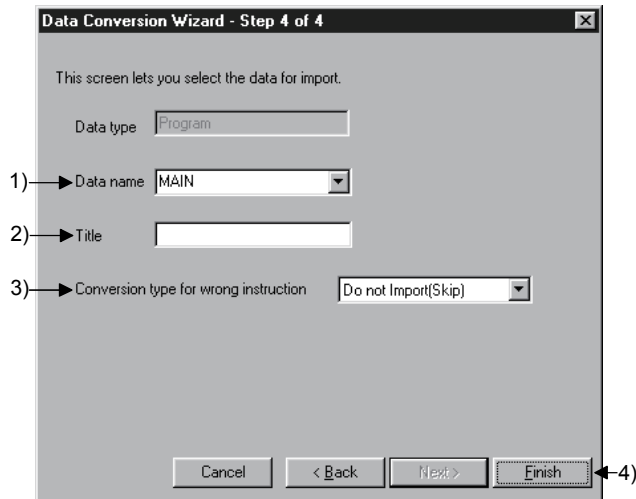 Data Conversion Wizard - Step 4 of 4
This screen lets you select the data for import.
Data type Program
1) Data name MAIN
2) Title
3) Conversion type for wrong instruction Do not Import(Skip)
Cancel < Back Next > Finish 4)